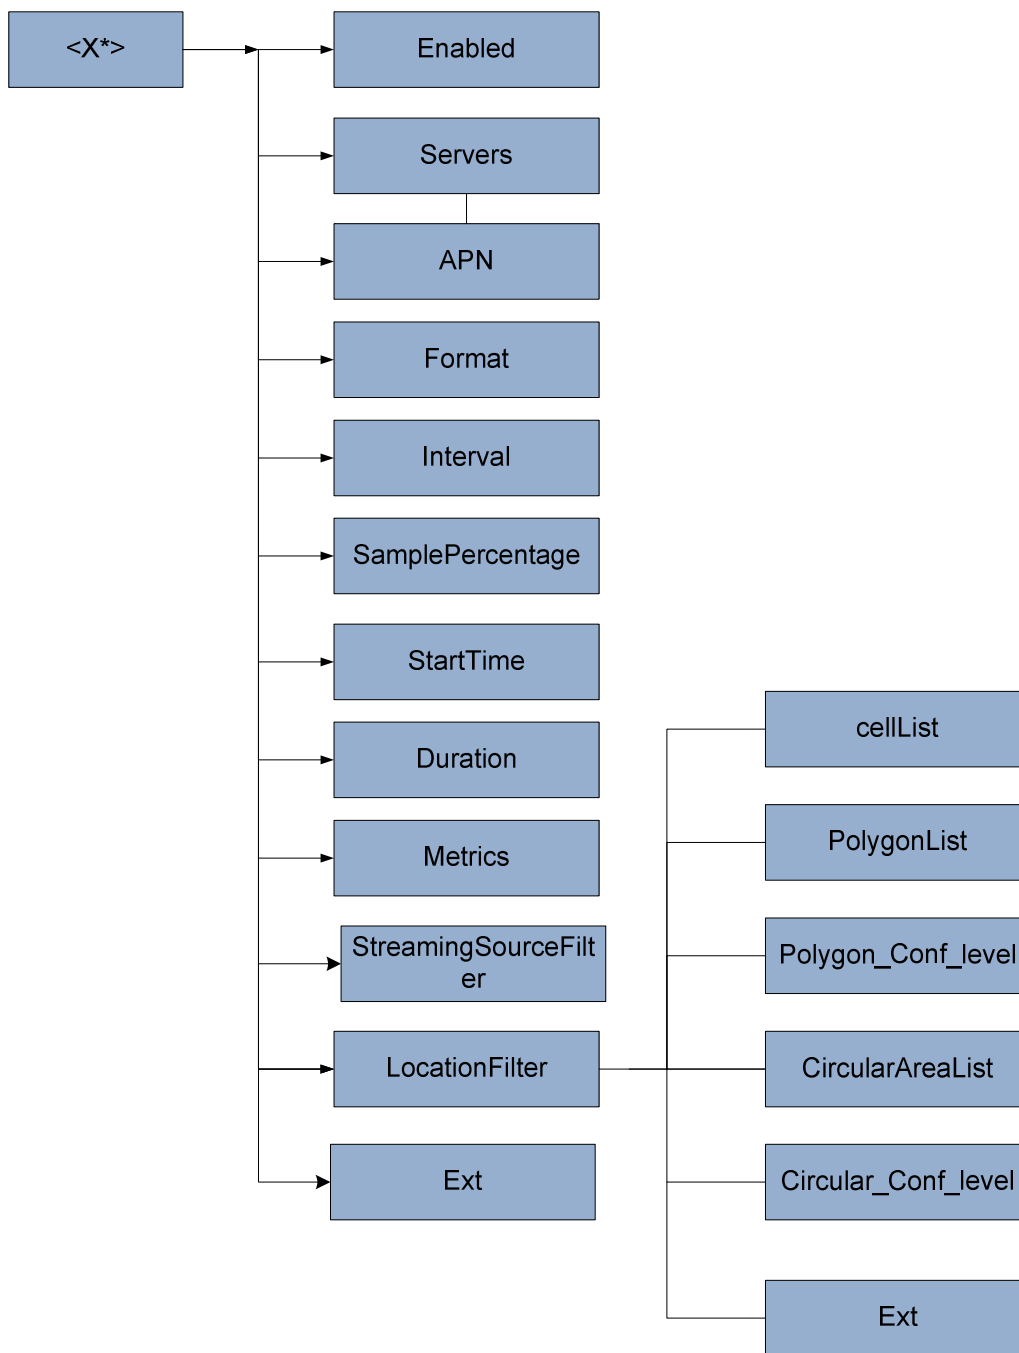 <X*>
Enabled
Servers
APN
Format
Interval
SamplePercentage
StartTime
Duration
Metrics
StreamingSourceFilt
er
LocationFilter
Ext
cellList
PolygonList
Polygon_Conf_level
CircularAreaList
Circular_Conf_level
Ext